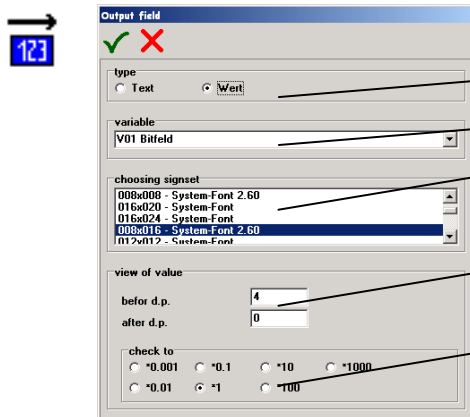 Output field
123
type
Text Wert
variable
V01 Bitfeld
choosing signset
008x008 - System-Font 2.60
016x020 - System-Font
016x024 - System-Font
008x016 - System-Font 2.60
012x012 - System-Font
view of value
befor d.p. 4
after d.p. 0
check to
*0.001 *0.1 *10 *1000
*0.01 *1 *100